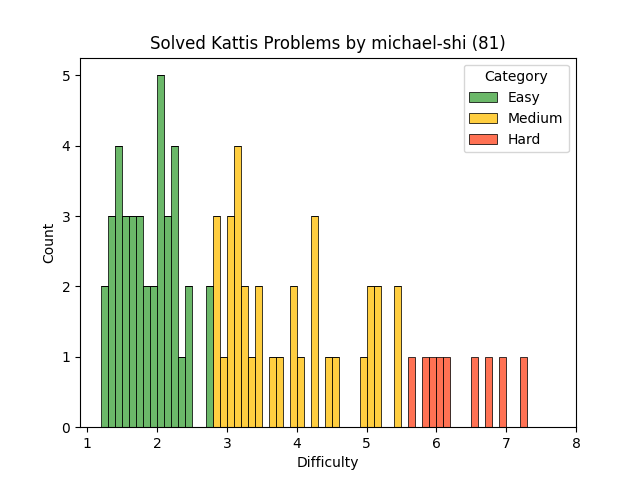 Solved Kattis Problems by michael-shi (81)
Category
Easy
Medium
Hard
5
4
3
2
1
0
Count
1 2 3 4 5 6 7 8
Difficulty